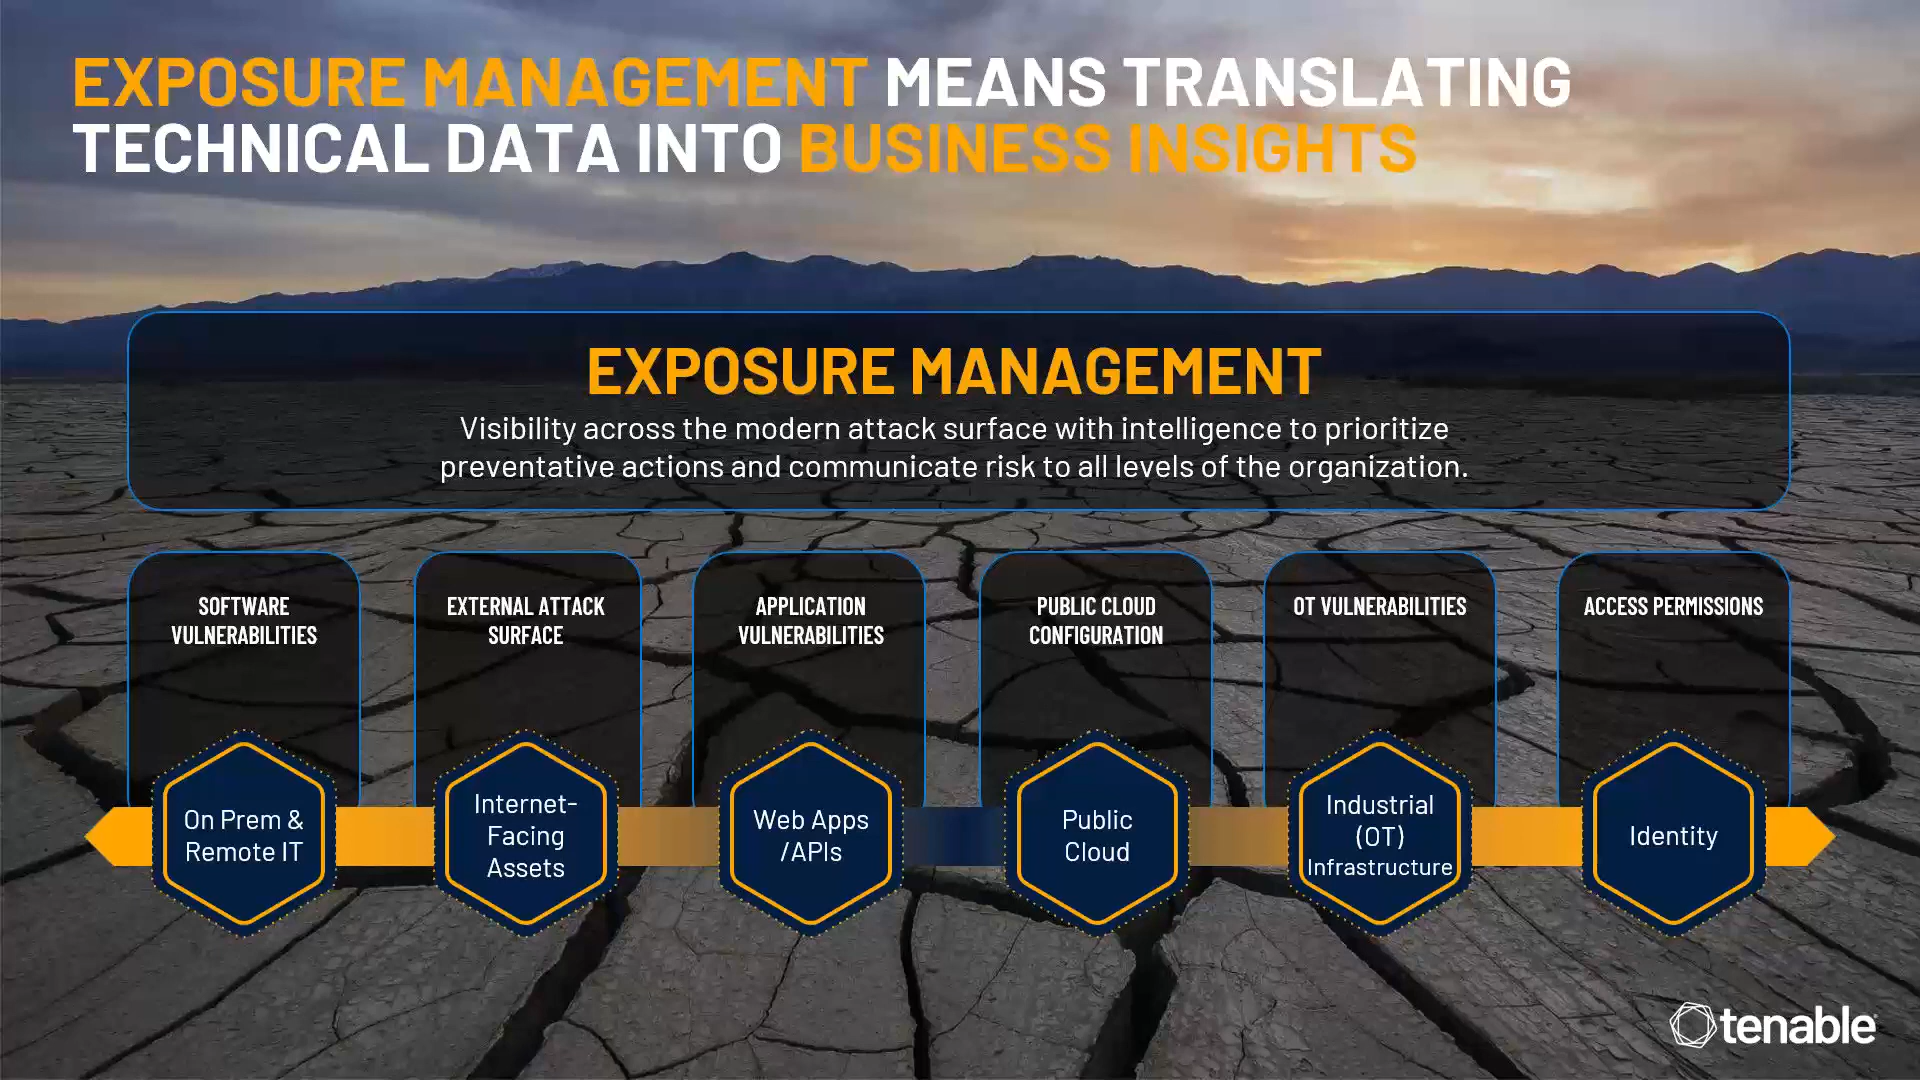 EXPOSURE MANAGEMENT MEANS TRANSLATING
TECHNICAL DATA INTO BUSINESS INSIGHTS
EXPOSURE MANAGEMENT
Visibility across the modern attack surface with intelligence to prioritize
preventative actions and communicate risk to all levels of the organization.
SOFTWARE
VULNERABILITIES
On Prem &
Remote IT
EXTERNAL ATTACK
SURFACE
Internet-
Facing
Assets
APPLICATION
VULNERABILITIES
Web Apps
/APIs
PUBLIC CLOUD
CONFIGURATION
Public
Cloud
OT VULNERABILITIES
Industrial
(OT)
Infrastructure
ACCESS PERMISSIONS
Identity
tenable